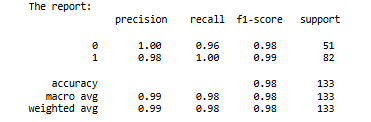 The report:
precision recall f1-score support
0 1.00 0.96 0.98 51
1 0.98 1.00 0.99 82
accuracy 0.98 133
macro avg 0.99 0.98 0.98 133
weighted avg 0.99 0.98 0.98 133